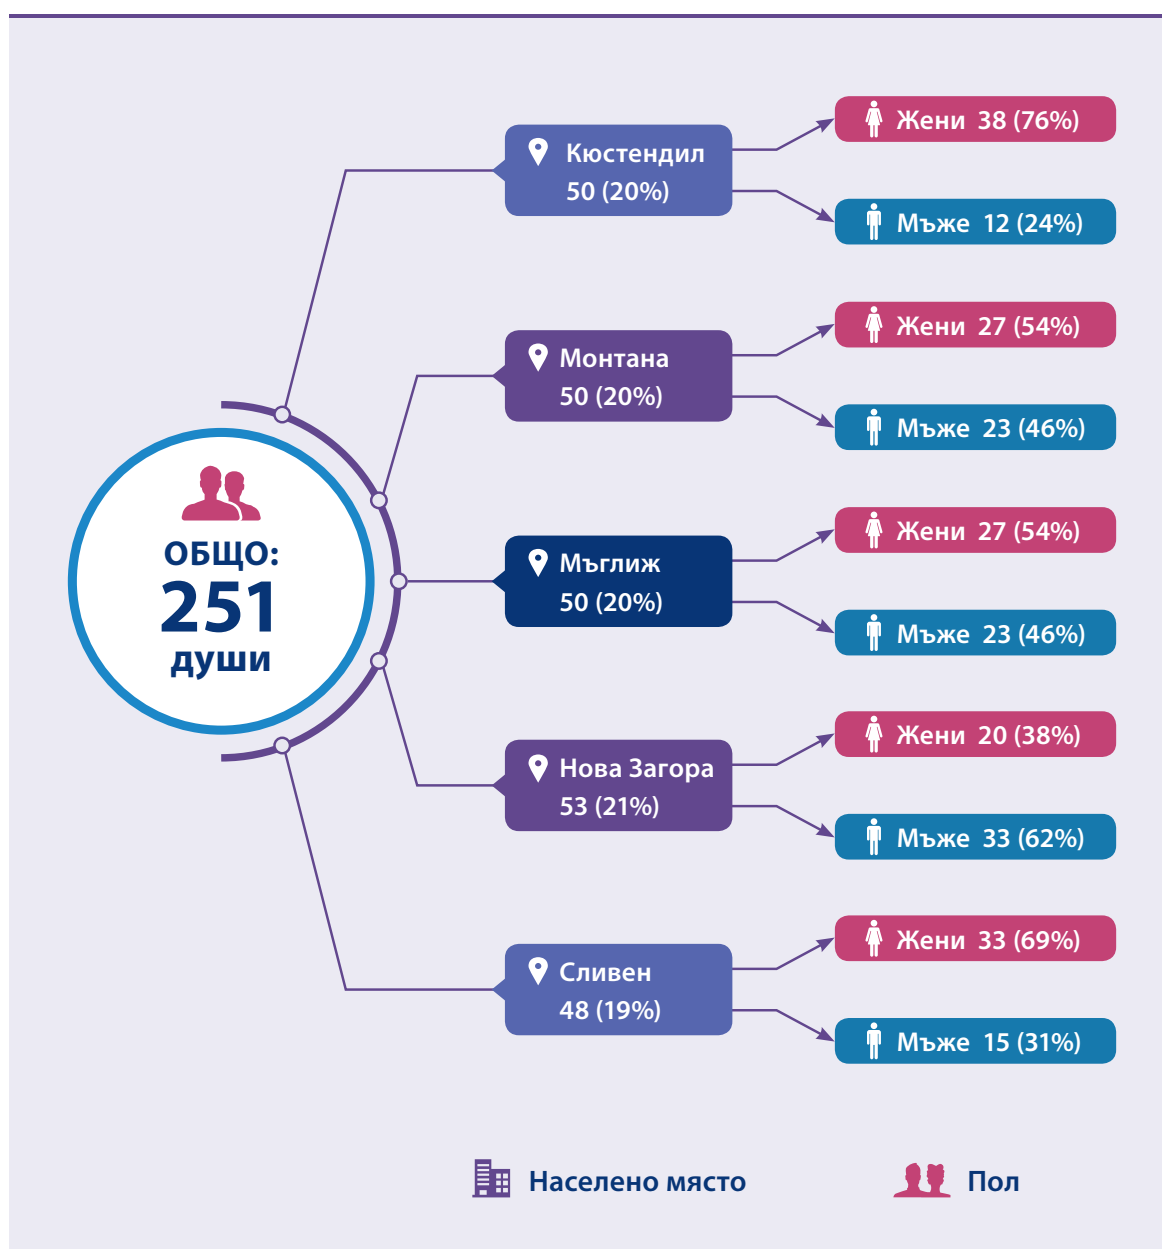 ОБЩО:
251
души
Кюстендил
50 (20%)
Жени 38 (76%)
Мъже 12 (24%)
Монтана
50 (20%)
Жени 27 (54%)
Мъже 23 (46%)
Мъглиж
50 (20%)
Жени 27 (54%)
Мъже 23 (46%)
Нова Загора
53 (21%)
Жени 20 (38%)
Мъже 33 (62%)
Сливен
48 (19%)
Жени 33 (69%)
Мъже 15 (31%)
Населено място
Пол